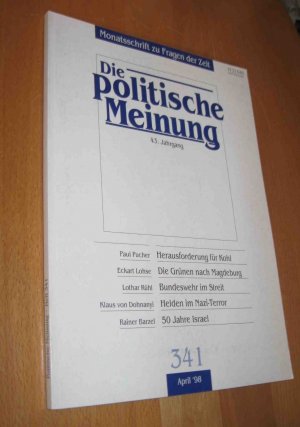 Monatsschrift zu Fragen der Zeit
Die
politische
Meinung
43. Jahrgang
Paul Pucher Herausforderung für Kohl
Eckart Lohse Die Grünen nach Magdeburg
Lothar Rühl Bundeswehr im Streit
Klaus von Dohnanyi Helden im Nazi-Terror
Rainer Barzel 50 Jahre Israel
341
April '98